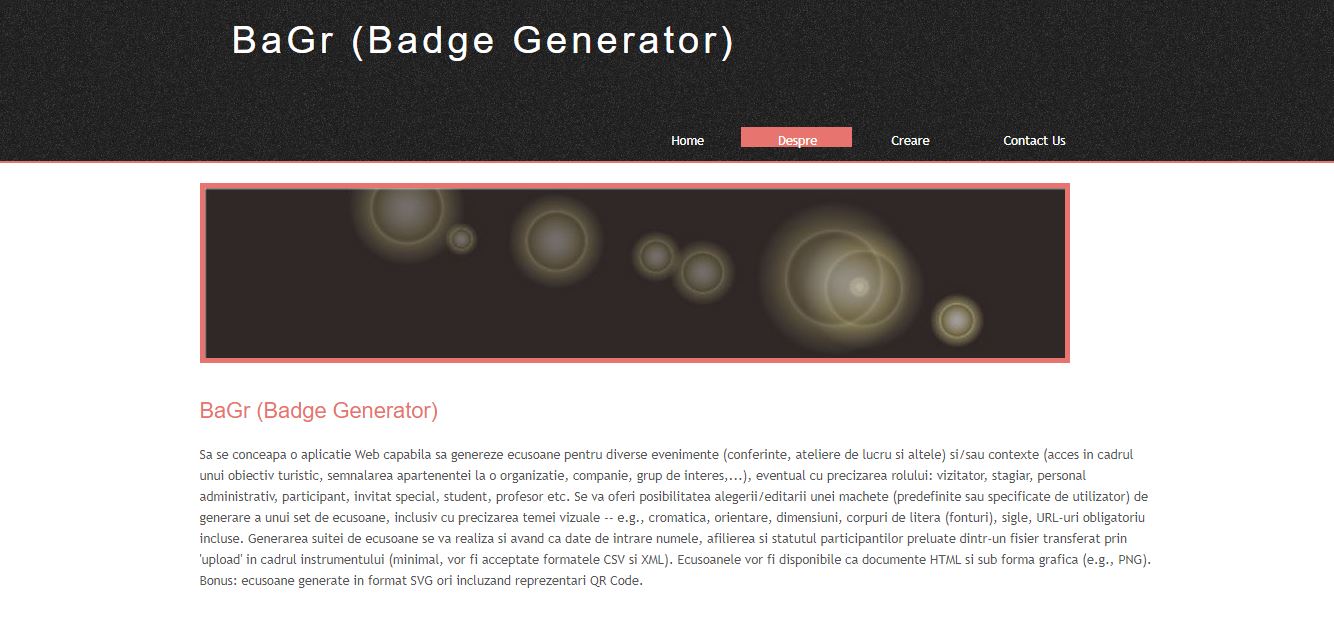 BaGr (Badge Generator)
Home Despre Creare Contact Us
BaGr (Badge Generator)
Sa se conceapa o aplicatie Web capabila sa genereze ecusoane pentru diverse evenimente (conferinte, ateliere de lucru si altele) si/sau contexte (acces in cadrul
unui obiectiv turistic, semnalarea apartenentei la o organizatie, companie, grup de interes,...), eventual cu precizarea rolului: vizitator, stagiar, personal
administrativ, participant, invitat special, student, profesor etc. Se va oferi posibilitatea alegerii/editarii unei machete (predefinite sau specificate de utilizator) de
generare a unui set de ecusoane, inclusiv cu precizarea temei vizuale -- e.g., cromatica, orientare, dimensiuni, corpuri de litera (fonturi), sigle, URL-uri obligatoriu
incluse. Generarea suitei de ecusoane se va realiza si avand ca date de intrare numele, afilierea si statutul participantilor preluate dintr-un fisier transferat prin
'upload' in cadrul instrumentului (minimal, vor fi acceptate formatele CSV si XML). Ecusoanele vor fi disponibile ca documente HTML si sub forma grafica (e.g., PNG).
Bonus: ecusoane generate in format SVG ori incluzand reprezentari QR Code.